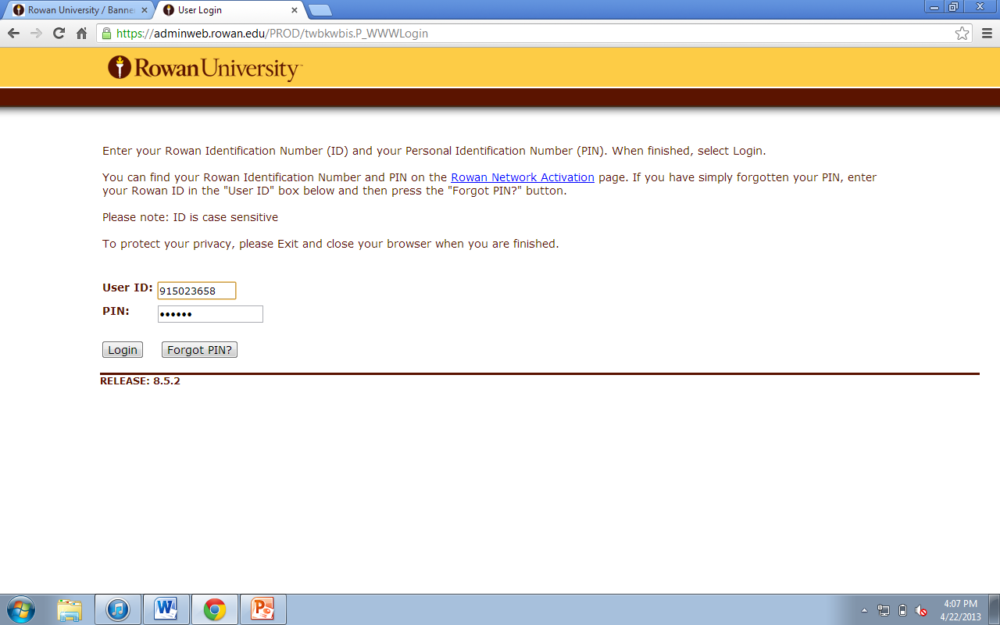 Rowan University / Banne
User Login
https://adminweb.rowan.edu/PROD/twbkwbis.P_WWWLogin
Rowan University™
Enter your Rowan Identification Number (ID) and your Personal Identification Number (PIN). When finished, select Login.
You can find your Rowan Identification Number and PIN on the Rowan Network Activation page. If you have simply forgotten your PIN, enter
your Rowan ID in the "User ID" box below and then press the "Forgot PIN?" button.
Please note: ID is case sensitive
To protect your privacy, please Exit and close your browser when you are finished.
User ID: 915023658
PIN: ••••••
Login Forgot PIN?
RELEASE: 8.5.2
4:07 PM
4/22/2013